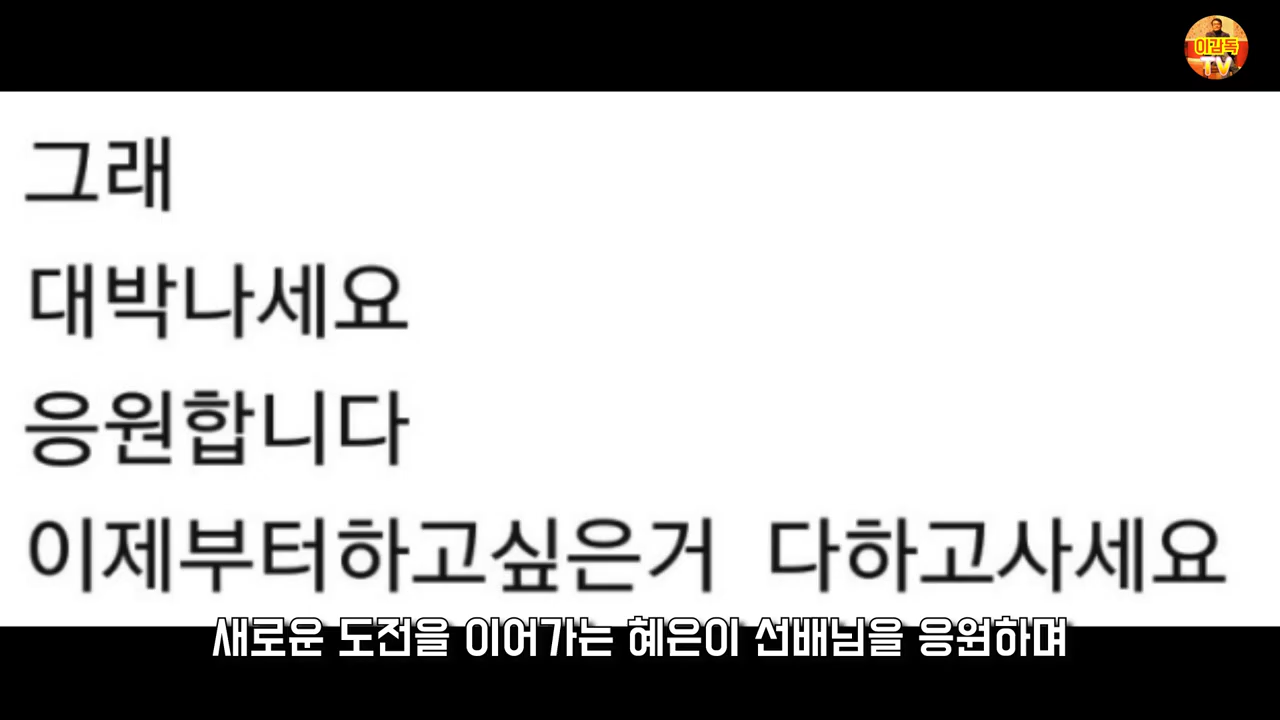 이감독
TV
그래
대박나세요
응원합니다
이제부터하고싶은거 다하고사세요
새로운 도전을 이어가는 혜은이 선배님을 응원하며